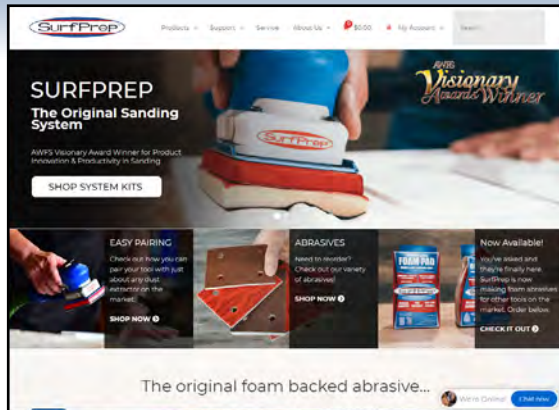 SurfPrep
Products Support Service About Us $0.00 My Account Search
AWFS
Visionary
Awards Winner
SURFPREP
The Original Sanding
System
AWFS Visionary Award Winner for Product
Innovation & Productivity in Sanding
SHOP SYSTEM KITS
SurfPrep
EASY PAIRING
Check out how you can
pair your tool with just
about any dust
extractor on the
market.
SHOP NOW
ABRASIVES
Need to reorder?
Check out our variety
of abrasives!
SHOP NOW
FOAM PAD
Now Available!
You've asked and
they're finally here.
SurfPrep is now
making foam abrasives
for other tools on the
market. Order below.
CHECK IT OUT
The original foam backed abrasive...
We're Online!
Chat now